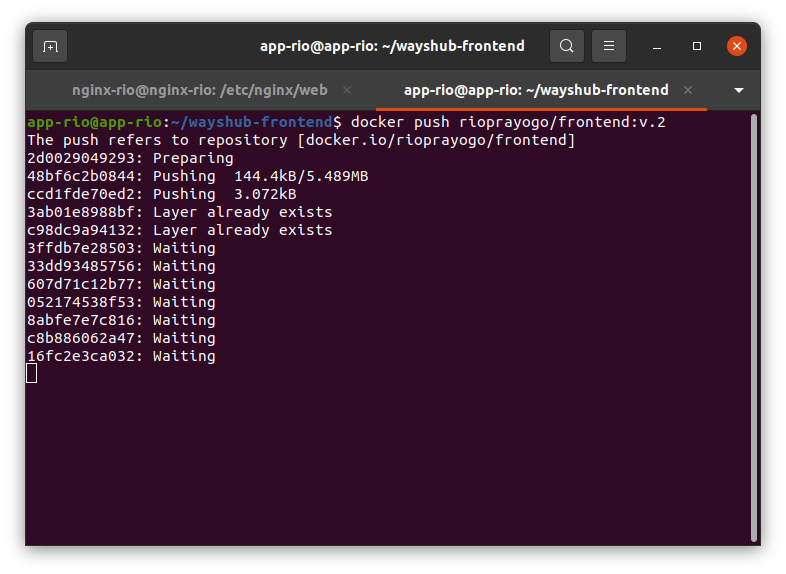 app-rio@app-rio: ~/wayshub-frontend
nginx-rio@nginx-rio: /etc/nginx/web
app-rio@app-rio: ~/wayshub-frontend
app-rio@app-rio:~/wayshub-frontend$ docker push rioprayogo/frontend:v.2
The push refers to repository [docker.io/rioprayogo/frontend]
2d0029049293: Preparing
48bf6c2b0844: Pushing  144.4kB/5.489MB
ccd1fde70ed2: Pushing  3.072kB
3ab01e8988bf: Layer already exists
c98dc9a94132: Layer already exists
3ffdb7e28503: Waiting
33dd93485756: Waiting
607d71c12b77: Waiting
052174538f53: Waiting
8abfe7e7c816: Waiting
c8b886062a47: Waiting
16fc2e3ca032: Waiting